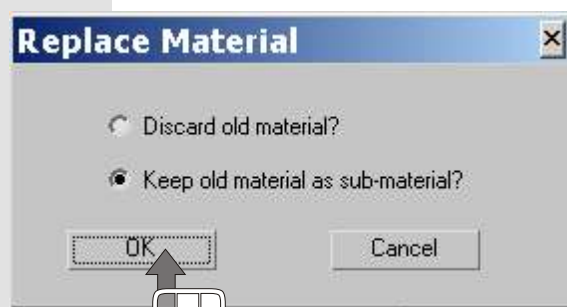 Replace Material
Discard old material?
Keep old material as sub-material?
OK Cancel